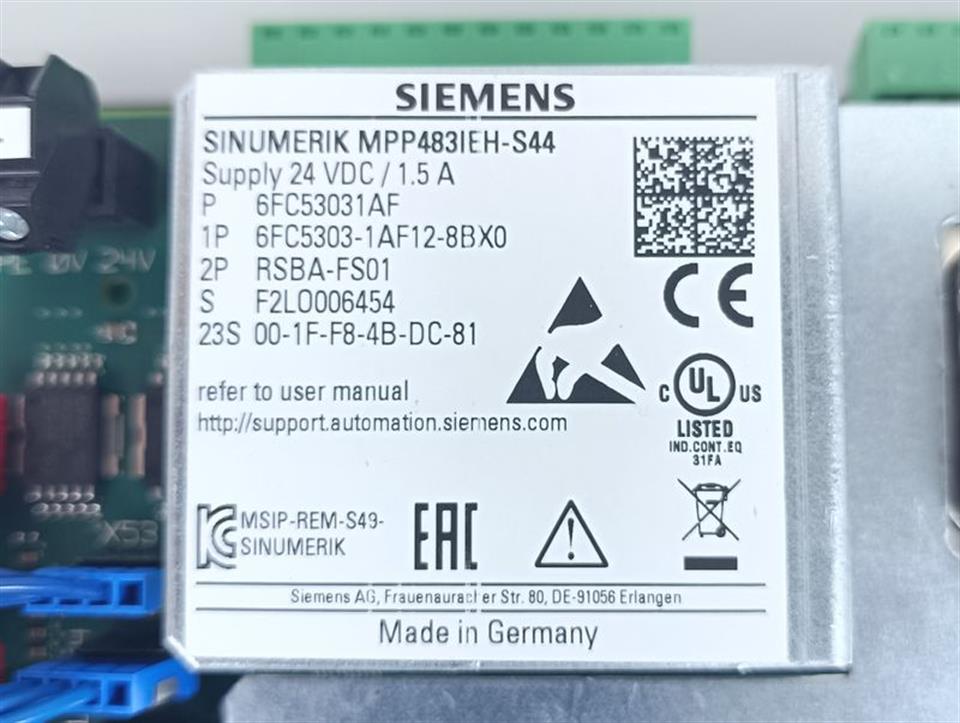 SIEMENS
SINUMERIK MPP483IEH-S44
Supply 24 VDC / 1.5 A
P 6FC53031AF
1P 6FC5303-1AF12-8BX0
2P RSBA-FS01
S F2LO006454
23S 00-1F-F8-4B-DC-81
refer to user manual
http://support.automation.siemens.com
CE
C UL US
LISTED
IND.CONT.EQ
31FA
KC MSIP-REM-S49-
SINUMERIK
EAC
Siemens AG, Frauenauracher Str. 80, DE-91056 Erlangen
Made in Germany
PE 0V 24V
X53